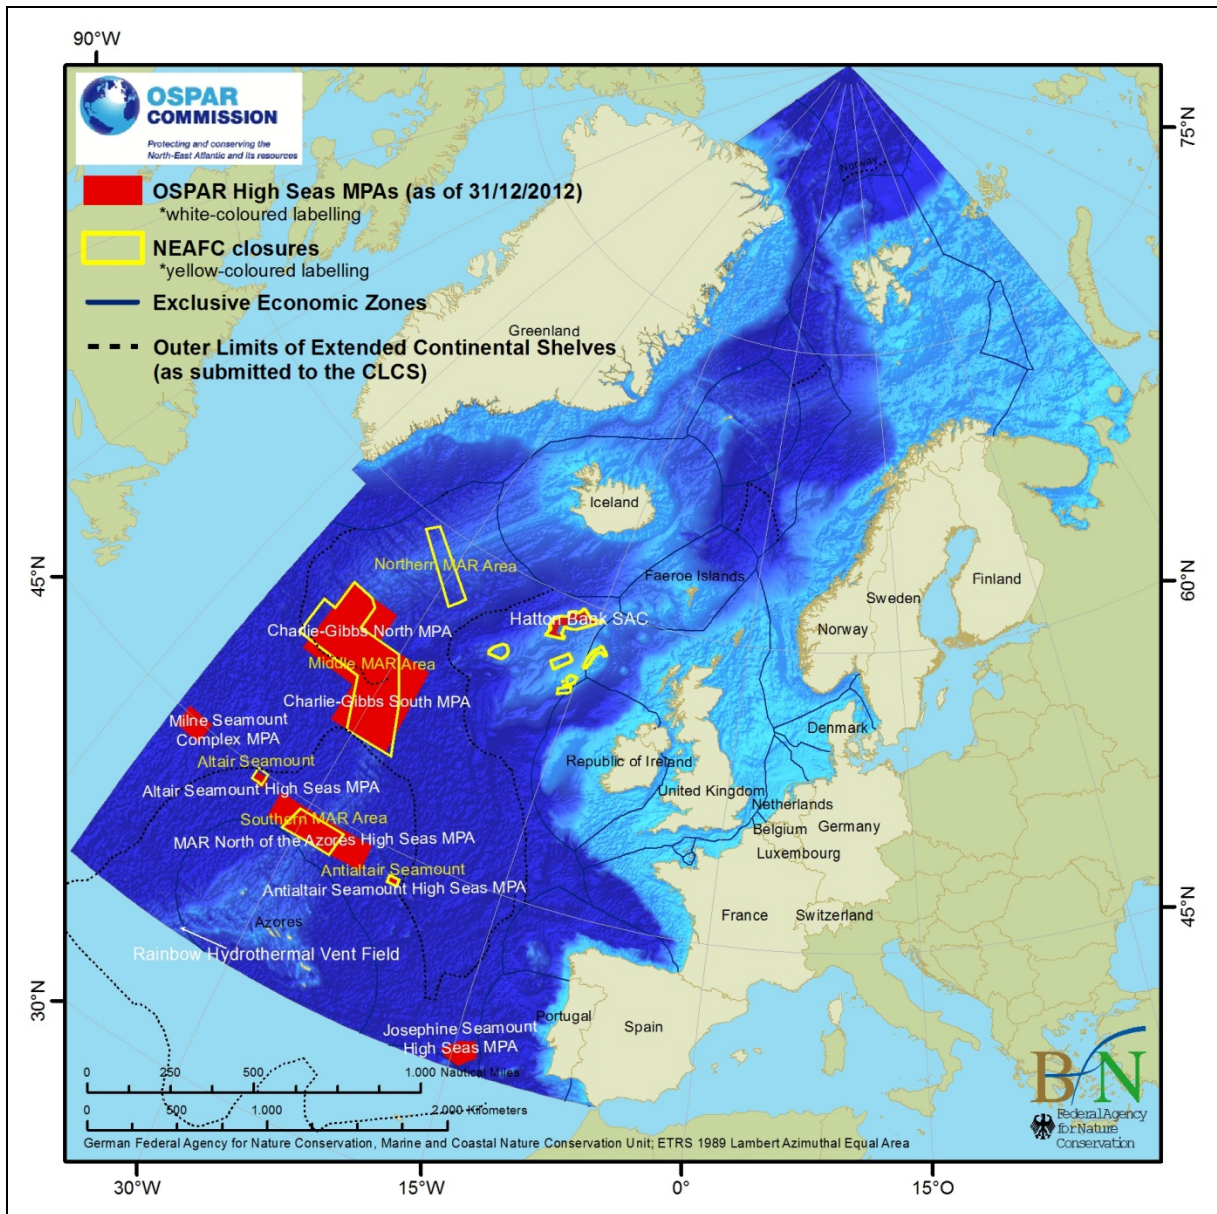 90°W
OSPAR
COMMISSION
Protecting and conserving the
North-East Atlantic and its resources
75°N
Norway
OSPAR High Seas MPAs (as of 31/12/2012)
*white-coloured labelling
NEAFC closures
*yellow-coloured labelling
Exclusive Economic Zones
Outer Limits of Extended Continental Shelves
(as submitted to the CLCS)
Greenland
Iceland
45°N
Northern MAR Area
Faeroe Islands
60°N
Finland
Sweden
Norway
Hatton Bank SAC
Charlie-Gibbs North MPA
Middle MAR Area
Charlie-Gibbs South MPA
Milne Seamount
Complex MPA
Denmark
Altair Seamount
Republic of Ireland
Altair Seamount High Seas MPA
United Kingdom
Netherlands
Southern MAR Area
Belgium
Germany
MAR North of the Azores High Seas MPA
Luxembourg
Antialtair Seamount
Antialtair Seamount High Seas MPA
France
Switzerland
45°N
Azores
Rainbow Hydrothermal Vent Field
30°N
Portugal
Spain
Josephine Seamount
High Seas MPA
0 250 500 1.000 Nautical Miles
0 500 1.000 2.000 Kilometers
BfN
Federal Agency
for Nature
Conservation
German Federal Agency for Nature Conservation, Marine and Coastal Nature Conservation Unit; ETRS 1989 Lambert Azimuthal Equal Area
30°W
15°W
0°
15°O